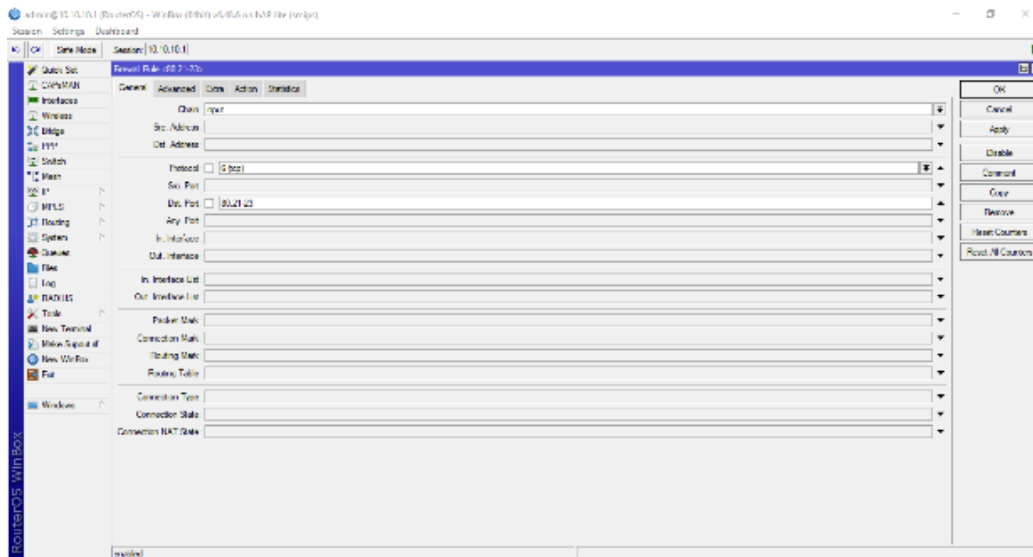 admin@10.10.10.1 (RouterOS) - WinBox (64bit) v6.48.6 on hAP lite (smips)
Session Settings Dashboard
Safe Mode Session: 10.10.10.1
Quick Set
CAPsMAN
Interfaces
Wireless
Bridge
PPP
Switch
Mesh
IP
MPLS
Routing
System
Queues
Files
Log
RADIUS
Tools
New Terminal
Make Supout.rif
New WinBox
Exit
Windows
RouterOS WinBox
Firewall Rule <80,21-23>
General Advanced Extra Action Statistics
Chain: input
Src. Address:
Dst. Address:
Protocol: 6 (tcp)
Src. Port:
Dst. Port: 80,21-23
Any. Port:
In. Interface:
Out. Interface:
In. Interface List:
Out. Interface List:
Packet Mark:
Connection Mark:
Routing Mark:
Routing Table:
Connection Type:
Connection State:
Connection NAT State:
OK
Cancel
Apply
Disable
Comment
Copy
Remove
Reset Counters
Reset All Counters
enabled